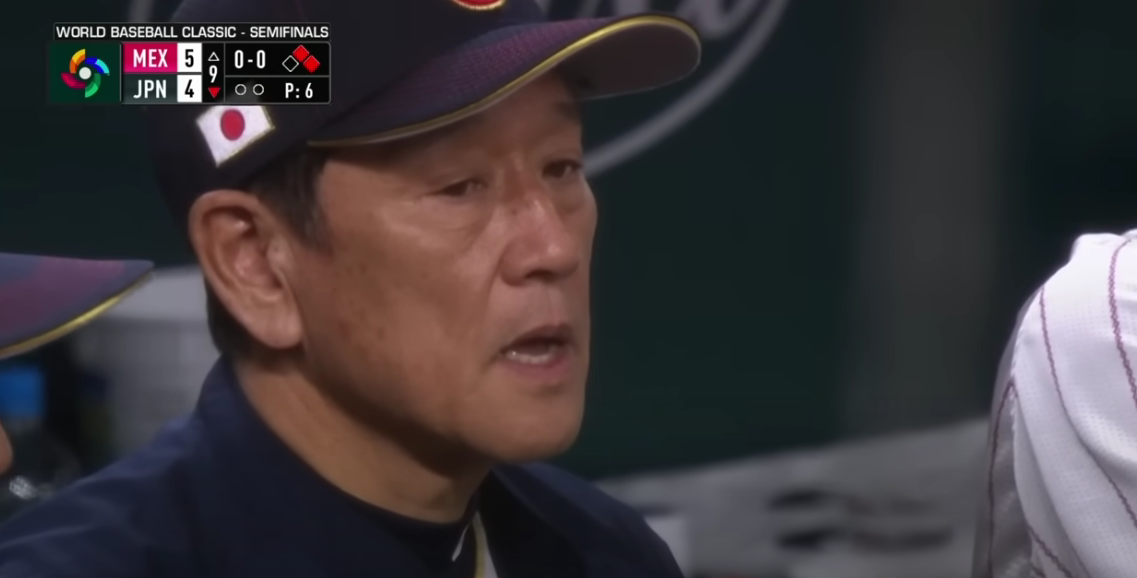 WORLD BASEBALL CLASSIC - SEMIFINALS
MEX 5
JPN 4
9
0-0
P: 6